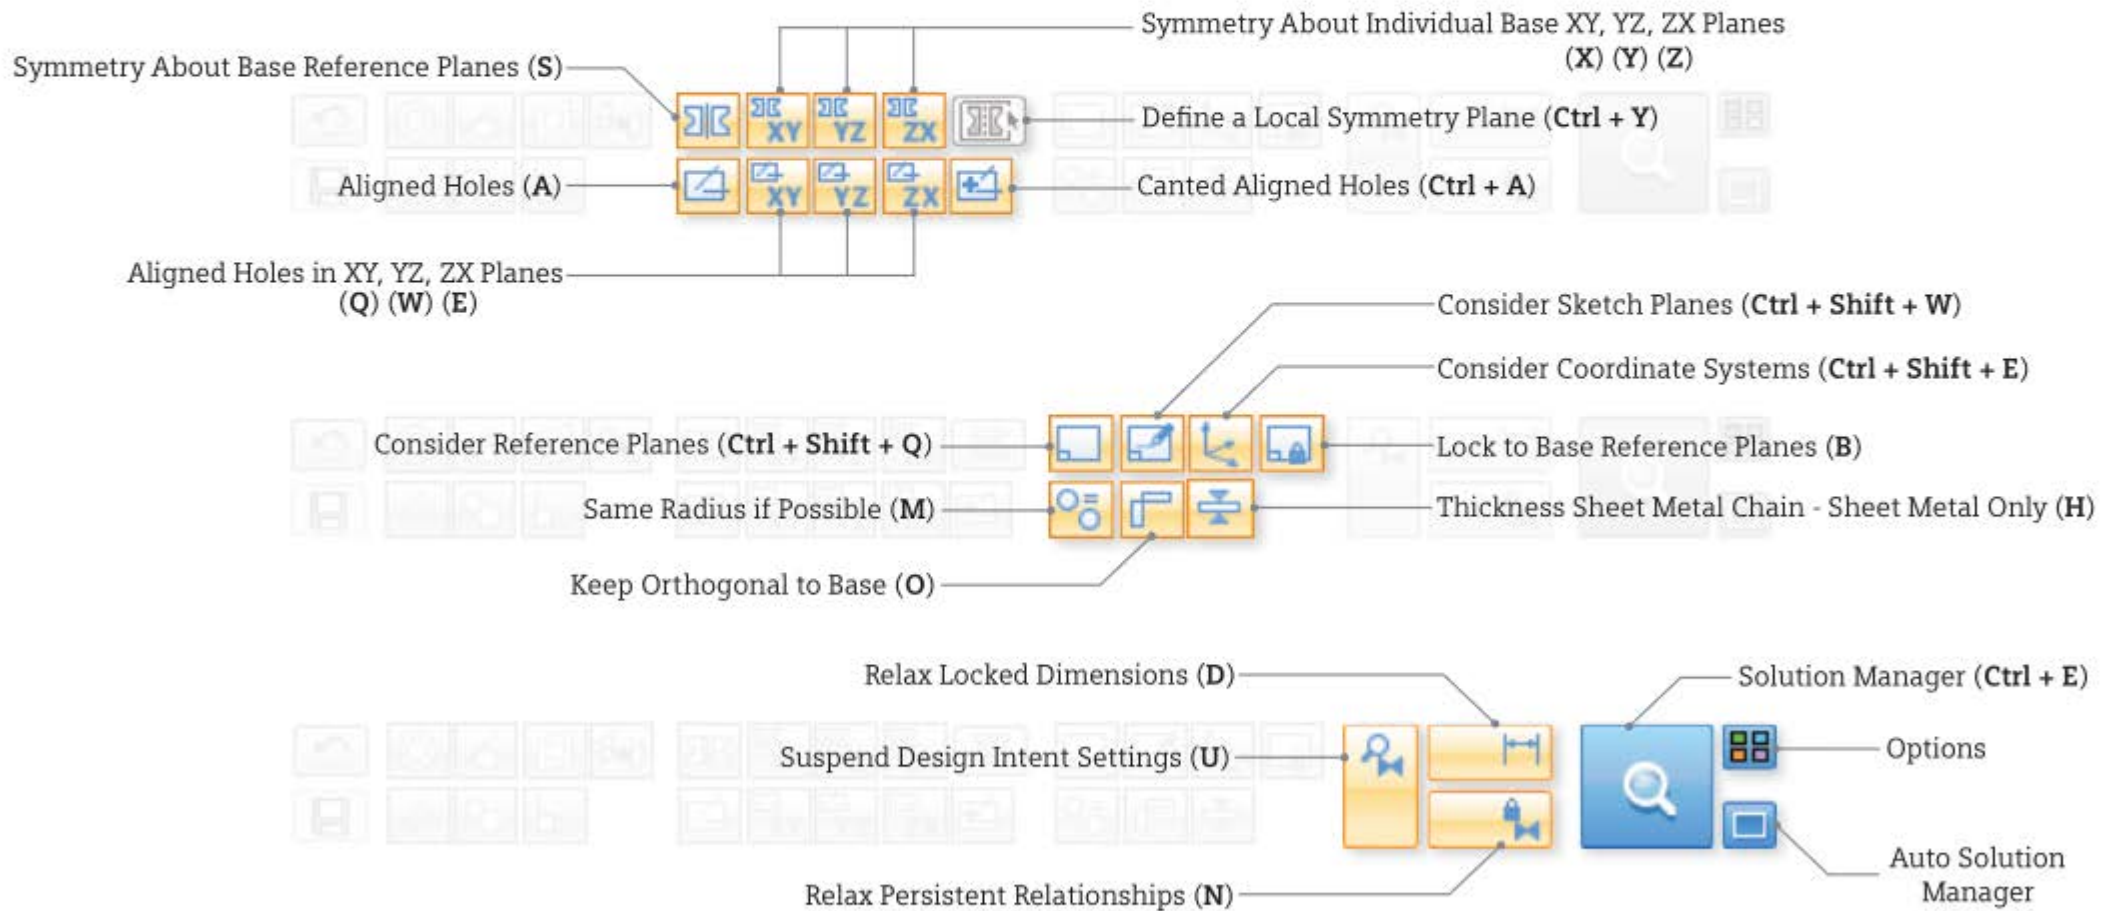 Symmetry About Individual Base XY, YZ, ZX Planes
(X) (Y) (Z)
Symmetry About Base Reference Planes (S)
XY YZ ZX
Define a Local Symmetry Plane (Ctrl + Y)
Aligned Holes (A)
XY YZ ZX
Canted Aligned Holes (Ctrl + A)
Aligned Holes in XY, YZ, ZX Planes
(Q) (W) (E)
Consider Sketch Planes (Ctrl + Shift + W)
Consider Coordinate Systems (Ctrl + Shift + E)
Consider Reference Planes (Ctrl + Shift + Q)
Lock to Base Reference Planes (B)
Same Radius if Possible (M)
Thickness Sheet Metal Chain - Sheet Metal Only (H)
Keep Orthogonal to Base (O)
Relax Locked Dimensions (D)
Solution Manager (Ctrl + E)
Suspend Design Intent Settings (U)
Options
Auto Solution
Manager
Relax Persistent Relationships (N)